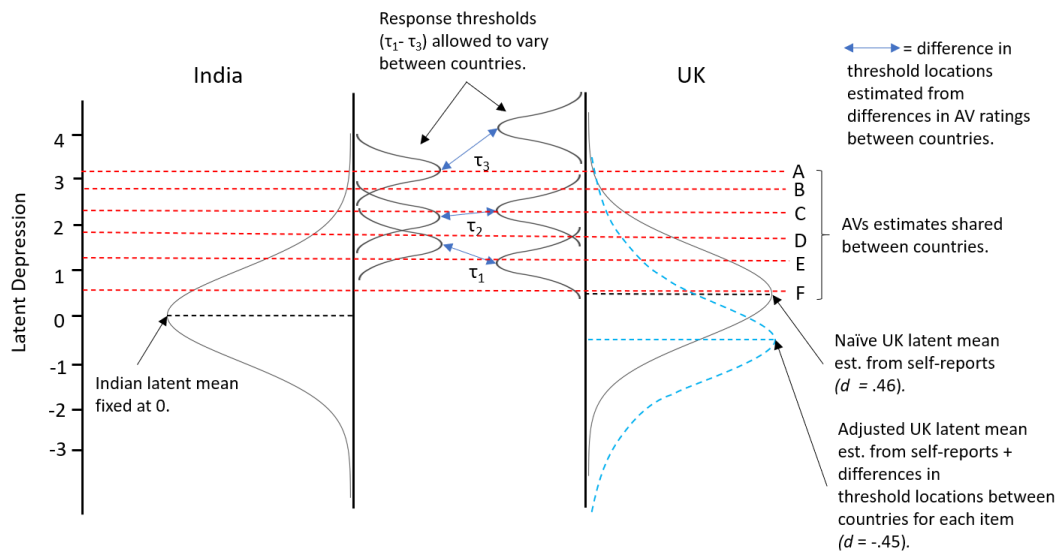 Response thresholds
(τ1- τ3) allowed to vary
between countries.
India
UK
= difference in
threshold locations
estimated from
differences in AV ratings
between countries.
Latent Depression
4
3
2
1
0
-1
-2
-3
τ3
τ2
τ1
A
B
C
D
E
F
AVs estimates shared
between countries.
Indian latent mean
fixed at 0.
Naïve UK latent mean
est. from self-reports
(d = .46).
Adjusted UK latent mean
est. from self-reports +
differences in
threshold locations between
countries for each item
(d = -.45).